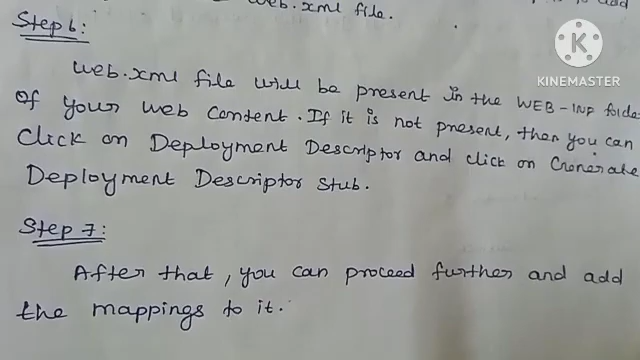 web.xml file.
Step 6:
web.xml file will be present in the WEB-INF folder
of your web content. If it is not present, then you can
click on Deployment Descriptor and click on Generate
Deployment Descriptor Stub.
Step 7:
After that, you can proceed further and add
the mappings to it.
KINEMASTER